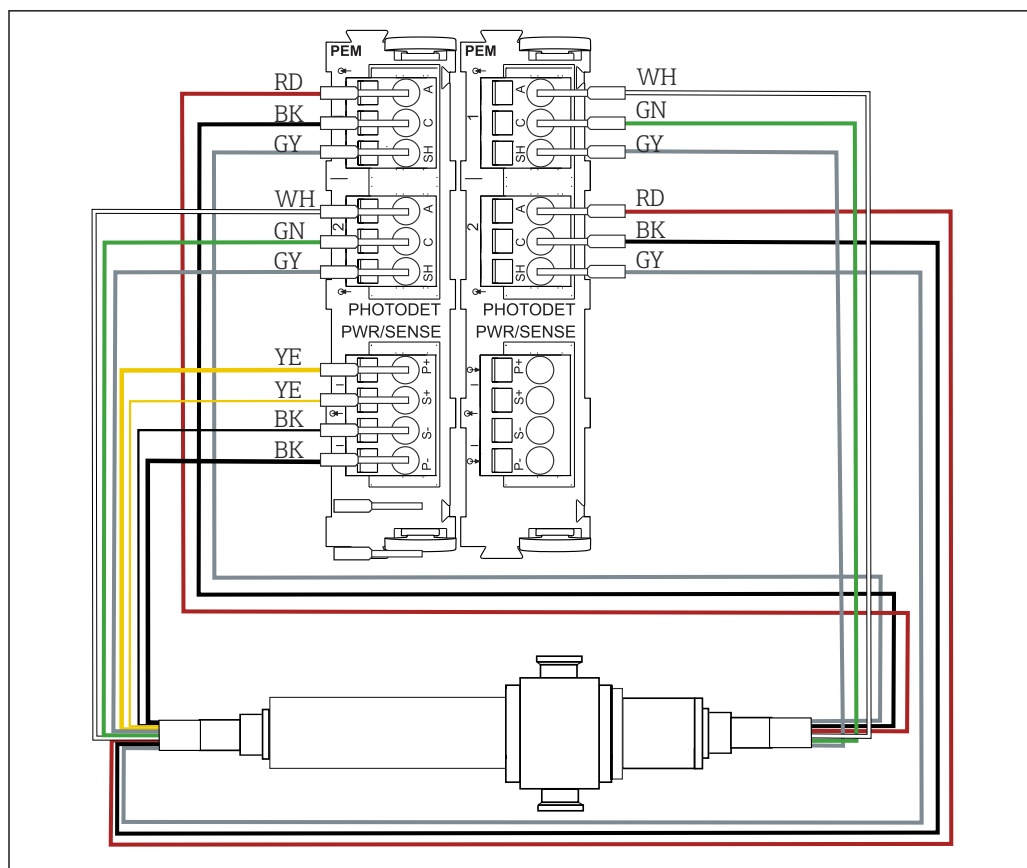 PEM PEM
RD A A WH
BK C 1 C GN
GY SH SH GY
WH A A RD
2 2
GN C C BK
GY SH SH GY
PHOTODET PHOTODET
PWR/SENSE PWR/SENSE
YE P+ P+
YE S+ S+
BK S- S-
BK P- P-